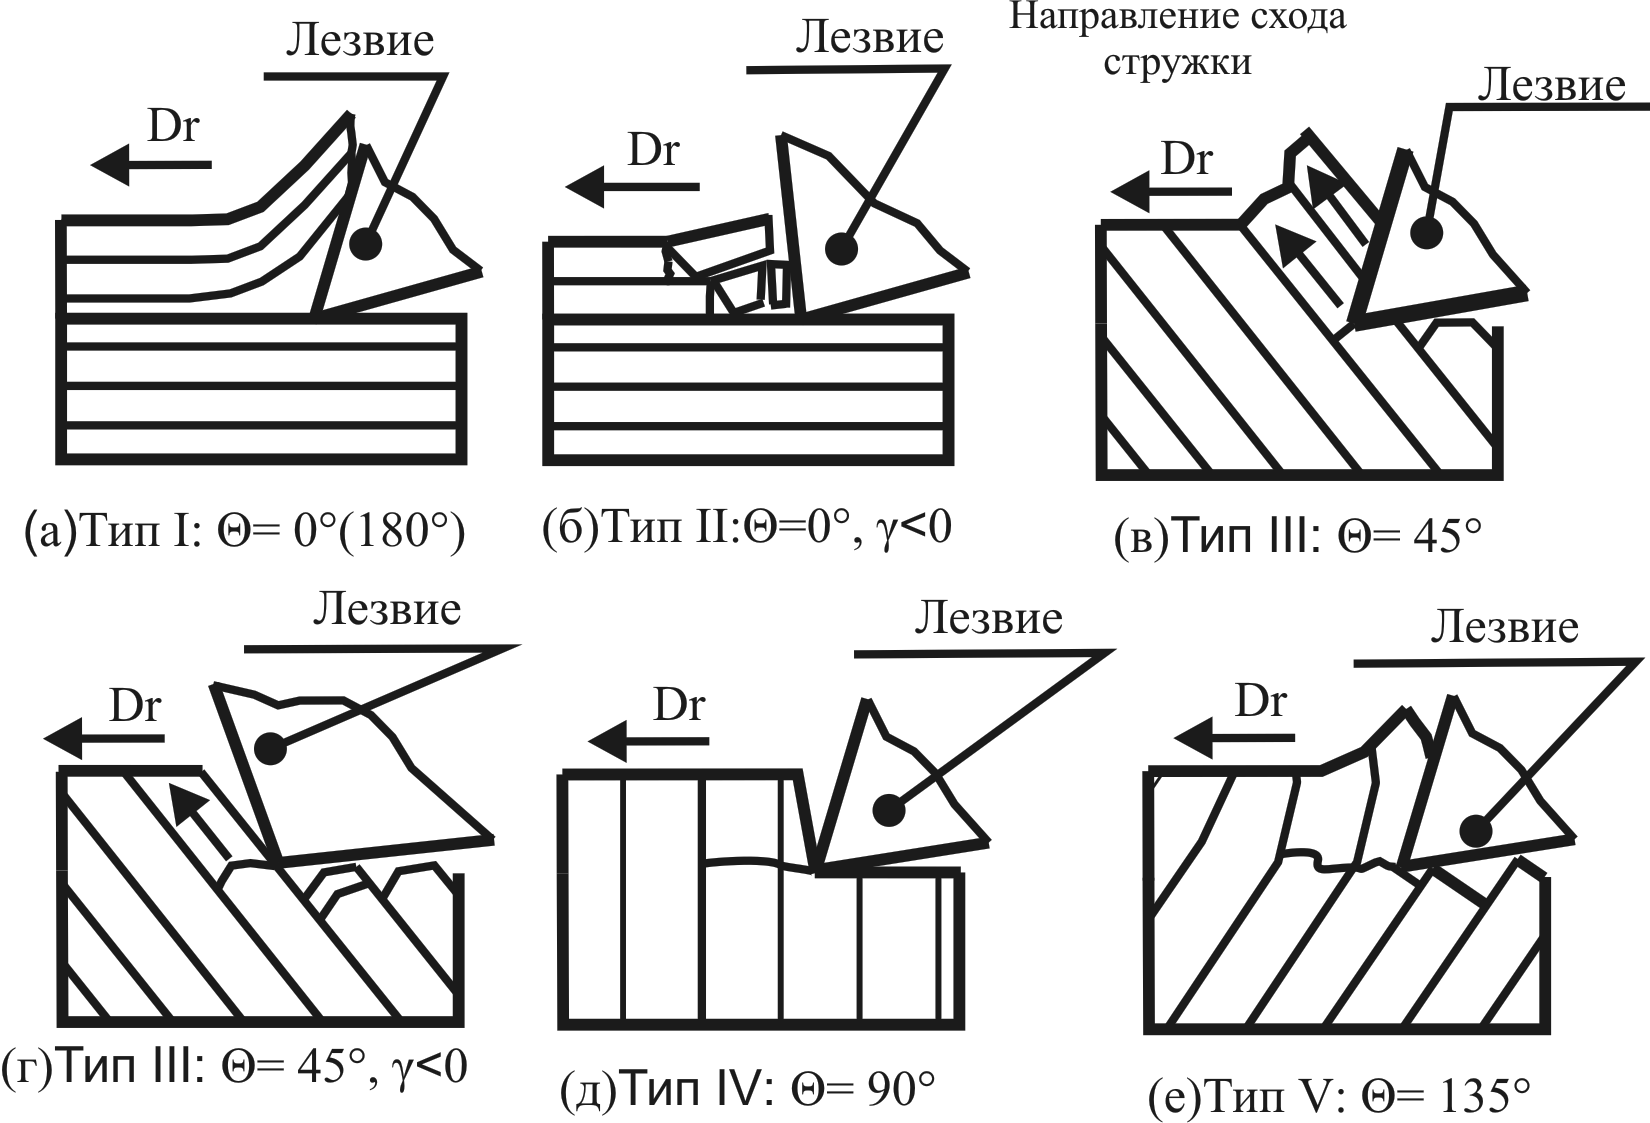 Лезвие
Dr
(а)Тип I: Θ= 0°(180°)
Лезвие
Dr
(б)Тип II:Θ=0°, γ<0
Направление схода
стружки
Лезвие
Dr
(в)Тип III: Θ= 45°
Лезвие
Dr
(г)Тип III: Θ= 45°, γ<0
Лезвие
Dr
(д)Тип IV: Θ= 90°
Лезвие
Dr
(е)Тип V: Θ= 135°